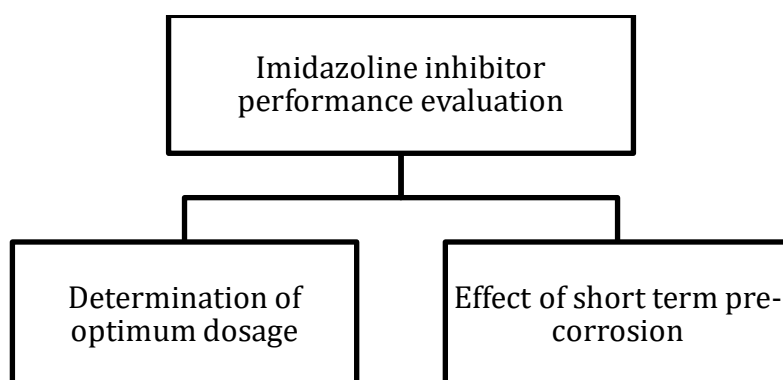 Imidazoline inhibitor
performance evaluation
Determination of
optimum dosage
Effect of short term pre-
corrosion